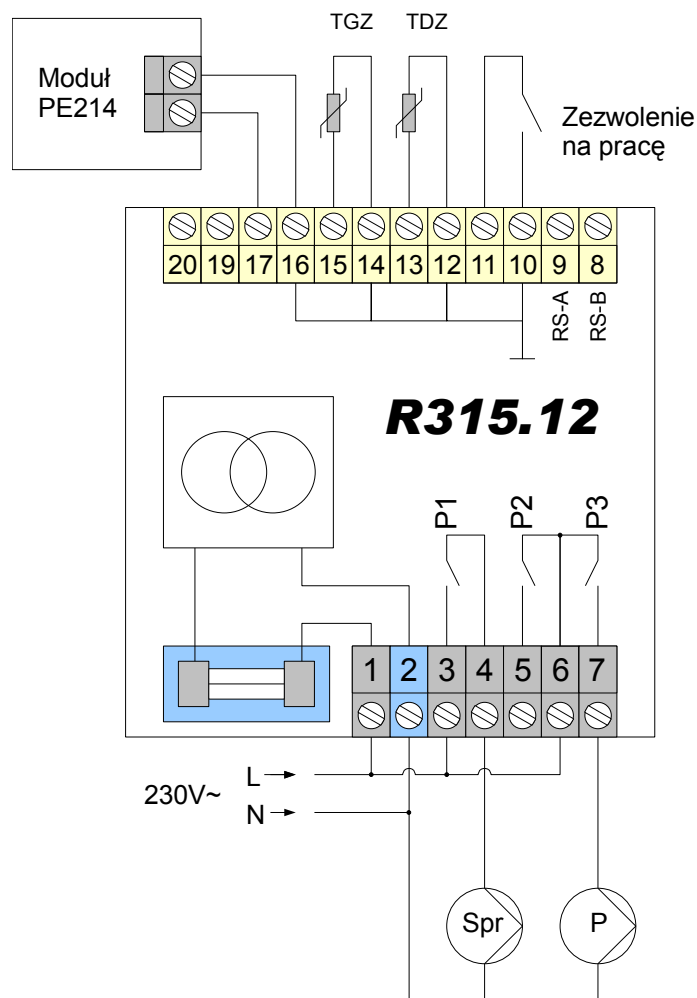 TGZ TDZ
Moduł
PE214
Zezwolenie
na pracę
20 19 17 16 15 14 13 12 11 10 9 8
RS-A
RS-B
R315.12
P1
P2
P3
1 2 3 4 5 6 7
L
230V~
N
Spr
P